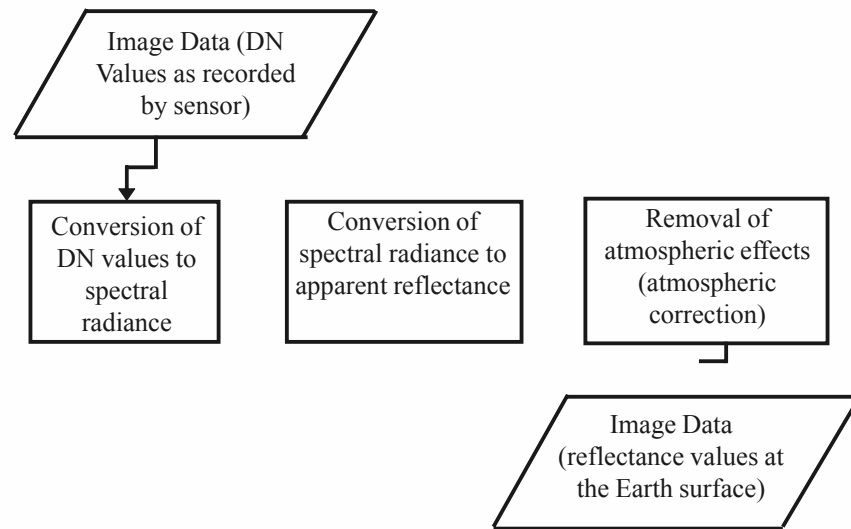 Image Data (DN
Values as recorded
by sensor)
Conversion of
DN values to
spectral
radiance
Conversion of
spectral radiance to
apparent reflectance
Removal of
atmospheric effects
(atmospheric
correction)
Image Data
(reflectance values at
the Earth surface)